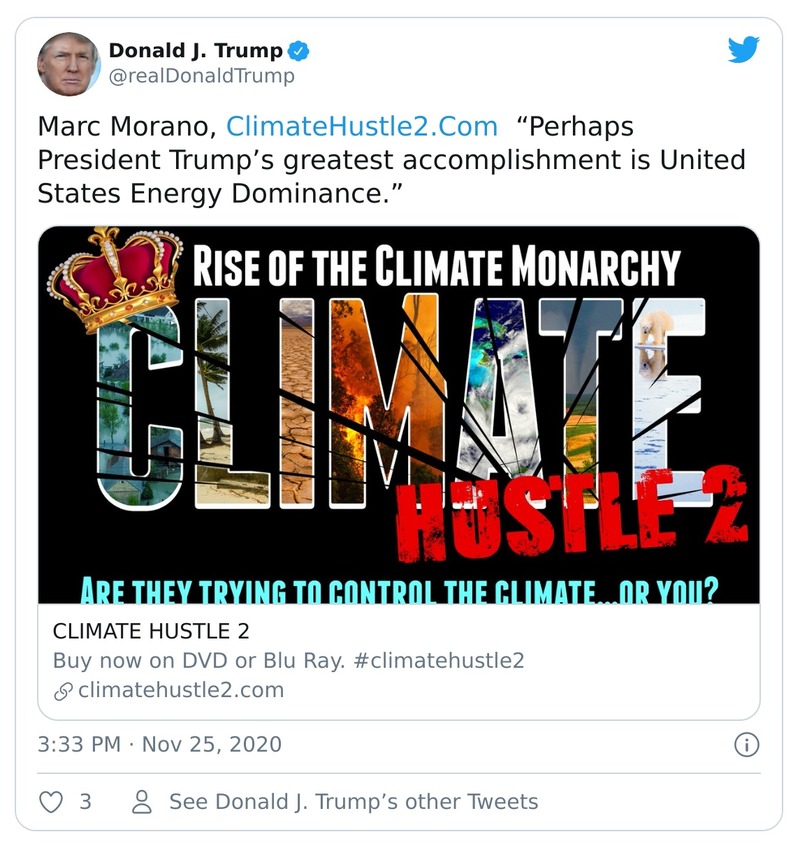 Donald J. Trump
@realDonaldTrump
Marc Morano, ClimateHustle2.Com “Perhaps
President Trump’s greatest accomplishment is United
States Energy Dominance.”
RISE OF THE CLIMATE MONARCHY
CLIMATE
HUSTLE 2
ARE THEY TRYING TO CONTROL THE CLIMATE...OR YOU?
CLIMATE HUSTLE 2
Buy now on DVD or Blu Ray. #climatehustle2
climatehustle2.com
3:33 PM · Nov 25, 2020
3 See Donald J. Trump’s other Tweets